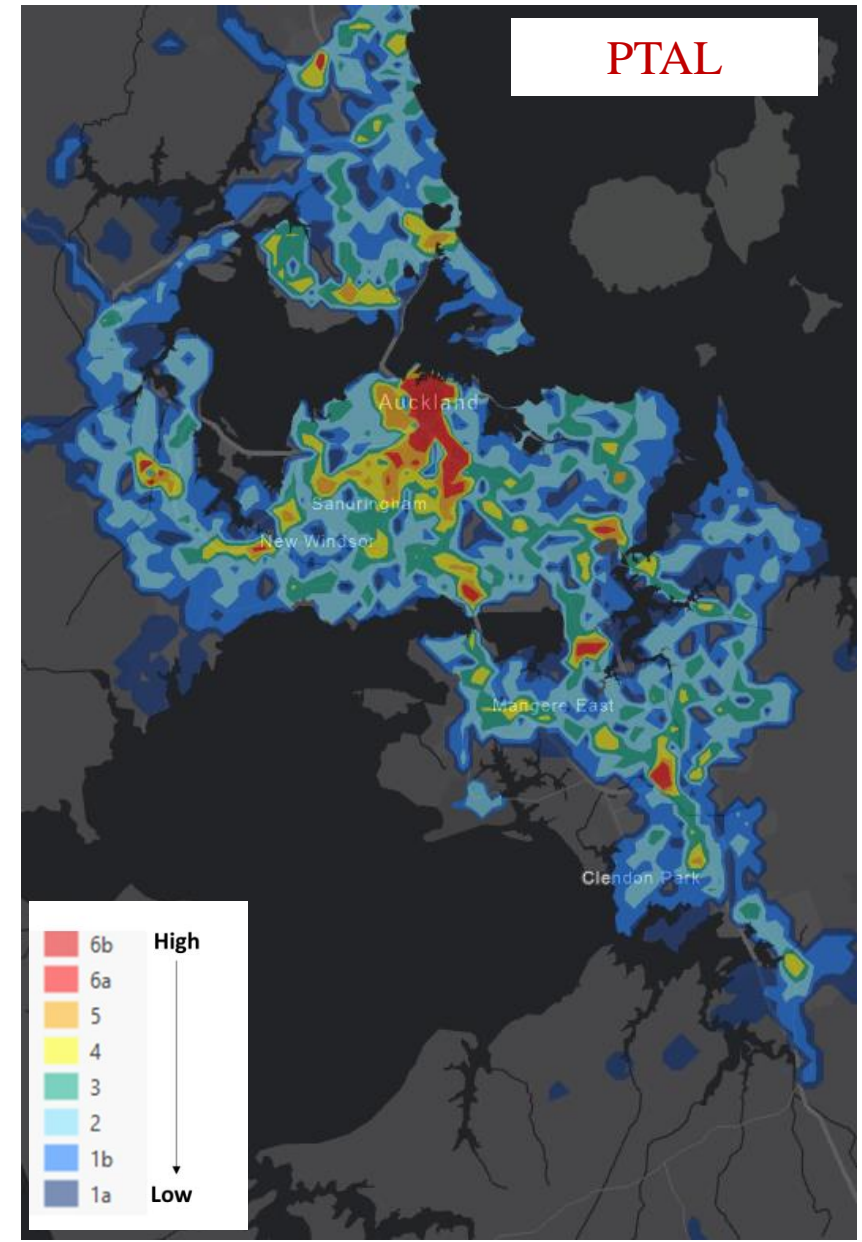 PTAL
Auckland
Sandringham
New Windsor
Mangere East
Clendon Park
6b High
6a
5
4
3
2
1b
1a Low